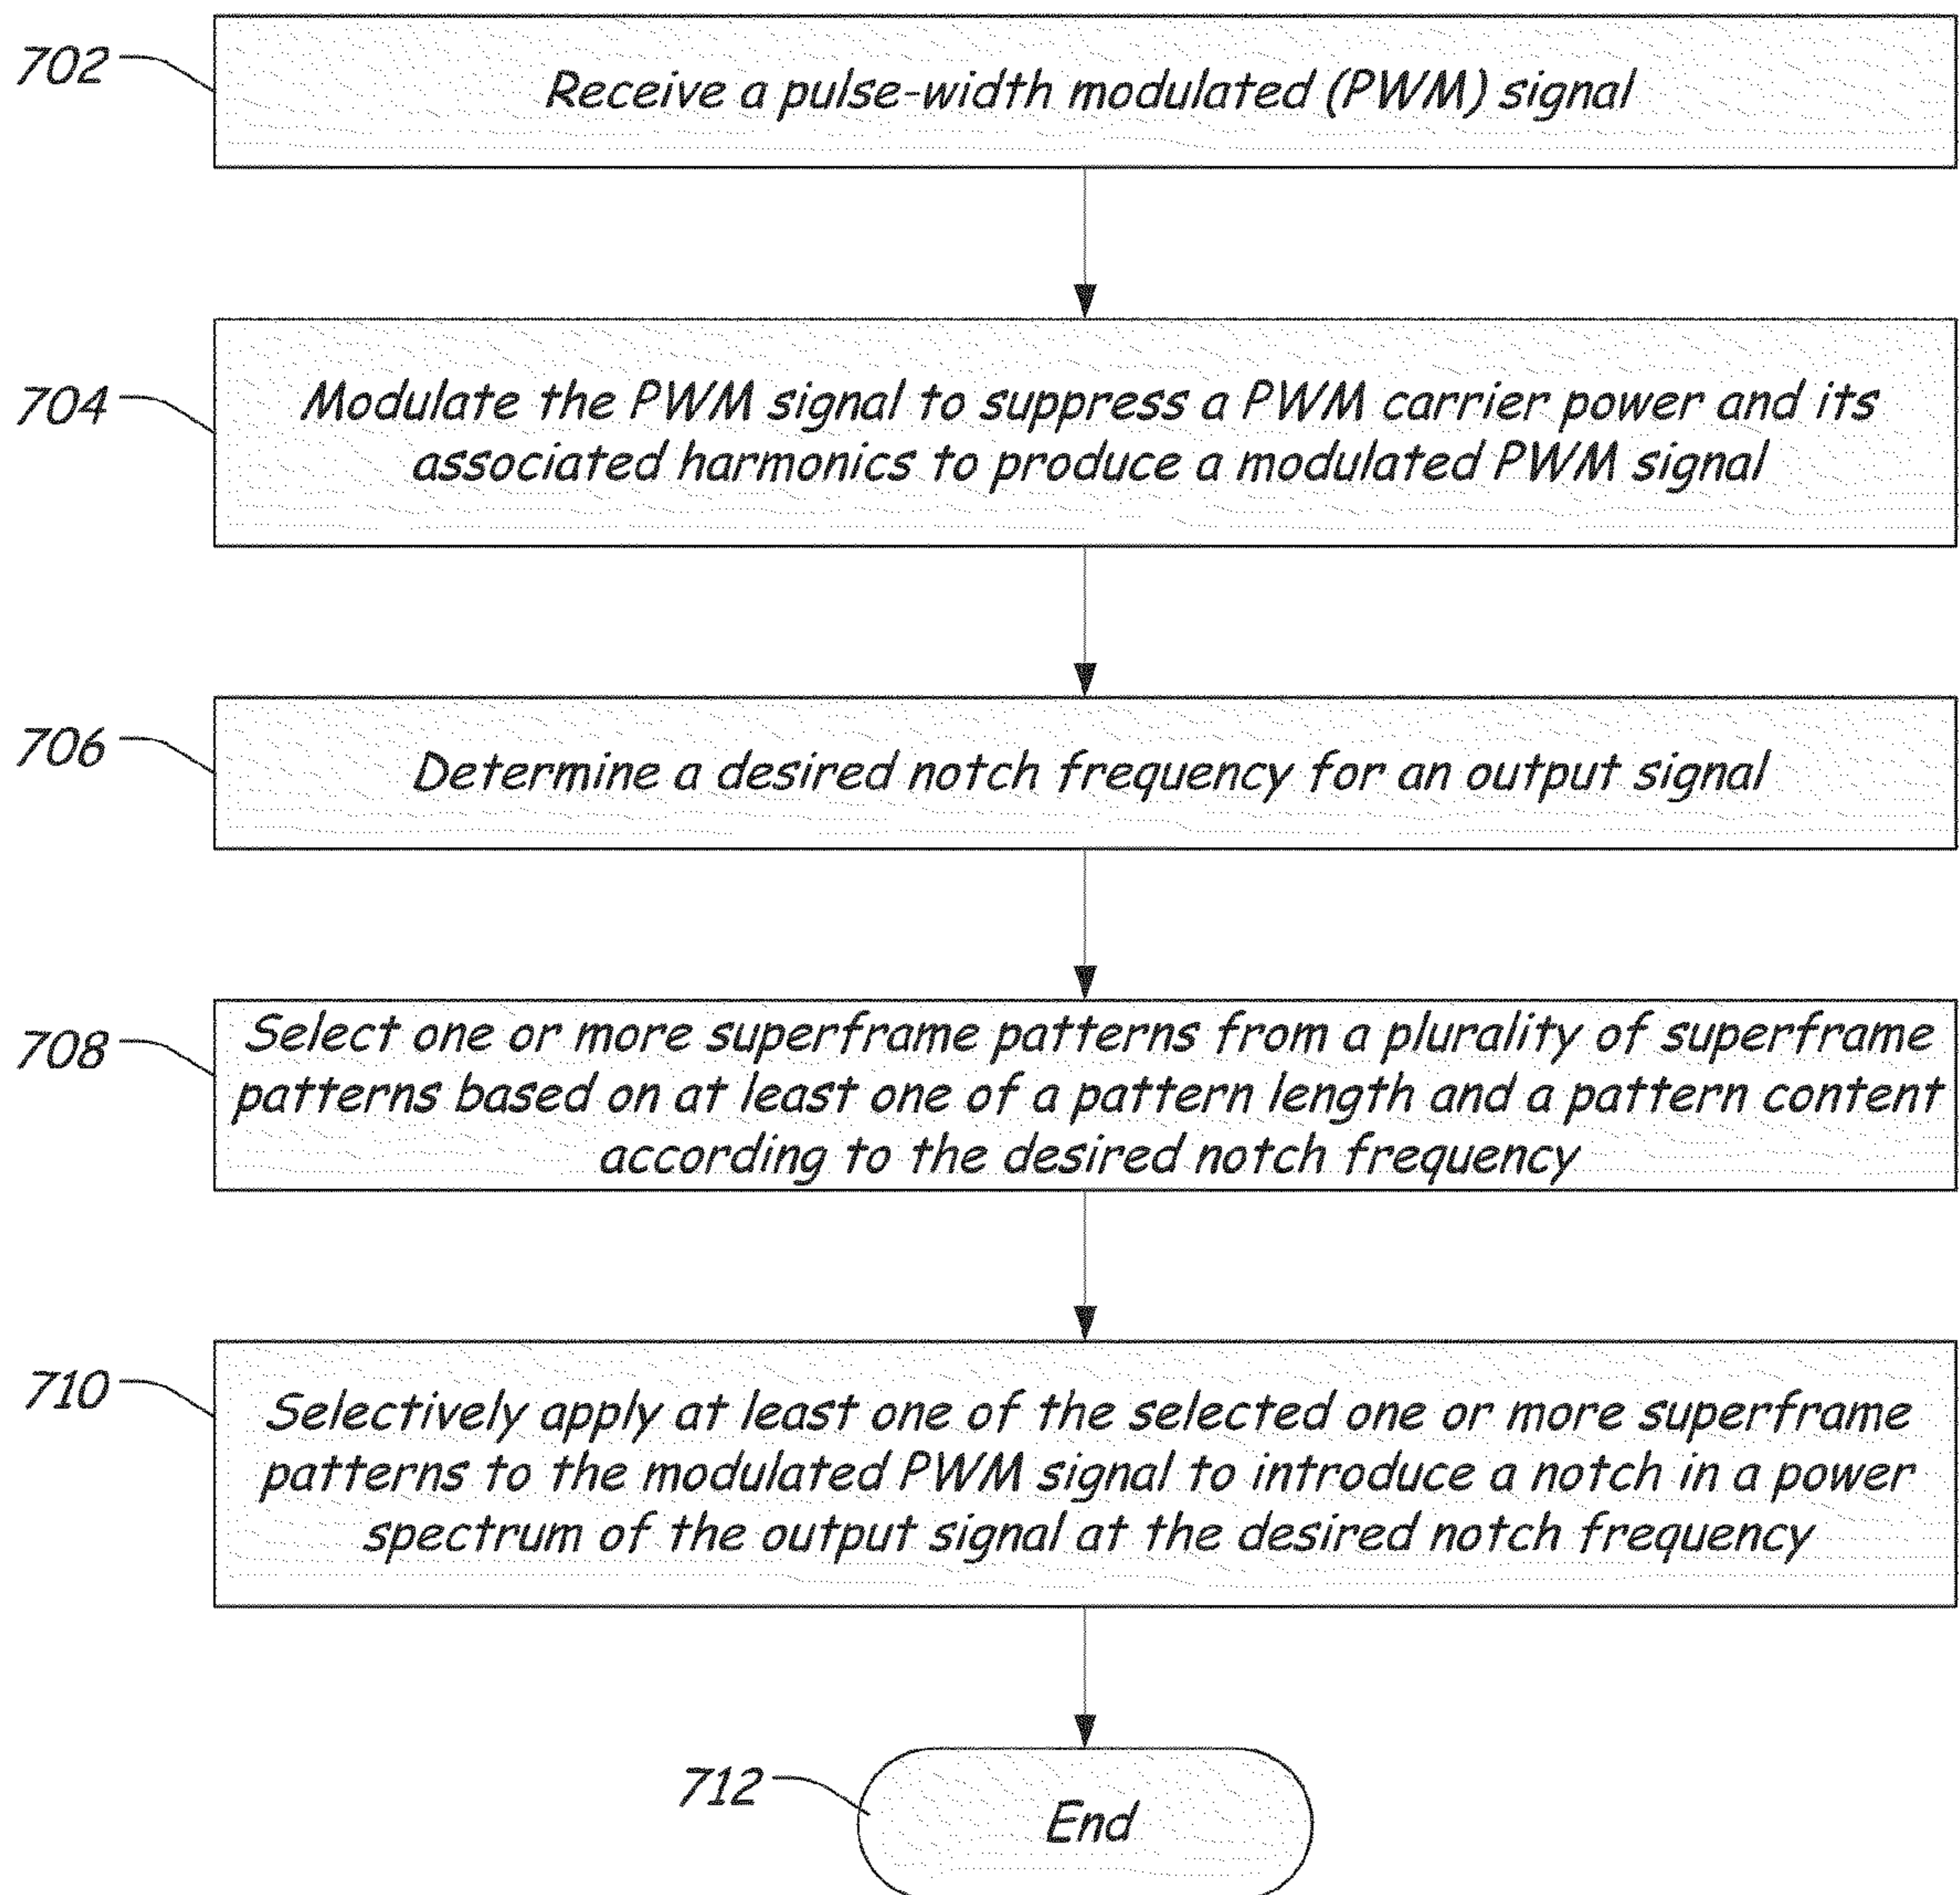 702
Receive a pulse-width modulated (PWM) signal
704
Modulate the PWM signal to suppress a PWM carrier power and its
associated harmonics to produce a modulated PWM signal
706
Determine a desired notch frequency for an output signal
708
Select one or more superframe patterns from a plurality of superframe
patterns based on at least one of a pattern length and a pattern content
according to the desired notch frequency
710
Selectively apply at least one of the selected one or more superframe
patterns to the modulated PWM signal to introduce a notch in a power
spectrum of the output signal at the desired notch frequency
712
End